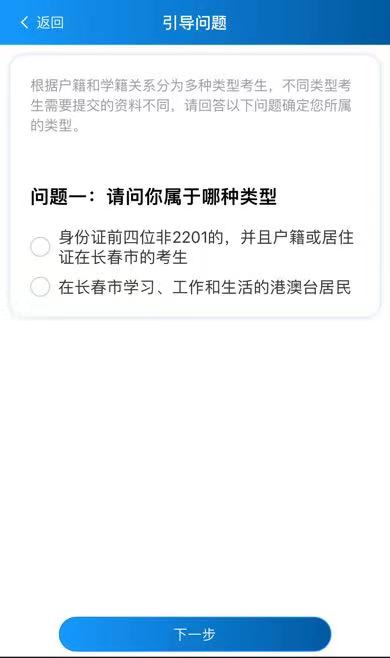 返回
引导问题
根据户籍和学籍关系分为多种类型考生，不同类型考
生需要提交的资料不同，请回答以下问题确定您所属
的类型。
问题一：请问你属于哪种类型
身份证前四位非2201的，并且户籍或居住
证在长春市的考生
在长春市学习、工作和生活的港澳台居民
下一步